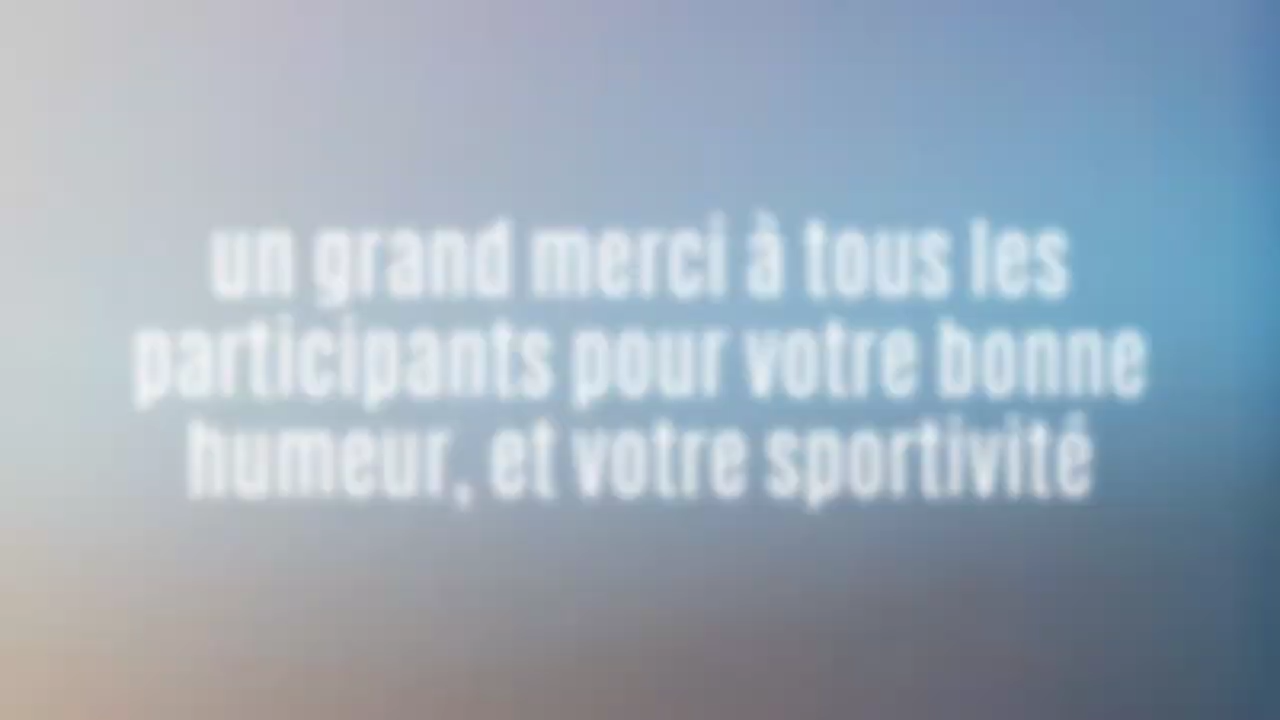 un grand merci à tous les
participants pour votre bonne
humeur, et votre sportivité